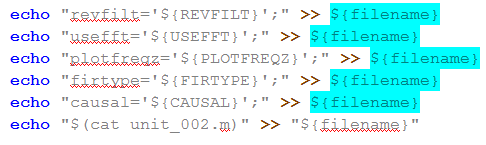 echo "revfilt='${REVFILT}';" >> ${filename}
echo "usefft='${USEFFT}';" >> ${filename}
echo "plotfreqz='${PLOTFREQZ}';" >> ${filename}
echo "firtype='${FIRTYPE}';" >> ${filename}
echo "causal='${CAUSAL}';" >> ${filename}
echo "$(cat unit_002.m)" >> "${filename}"